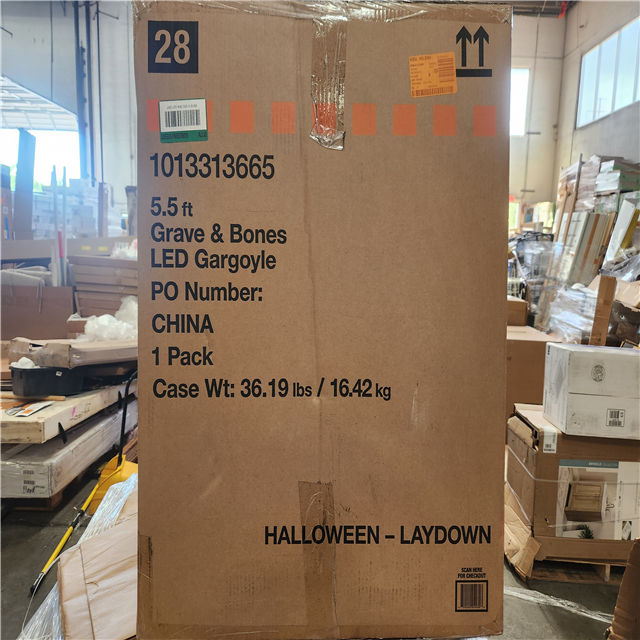 28
1013313665
5.5 ft
Grave & Bones
LED Gargoyle
PO Number:
CHINA
1 Pack
Case Wt: 36.19 lbs / 16.42 kg
HALLOWEEN – LAYDOWN
SCAN HERE
FOR CHECKOUT